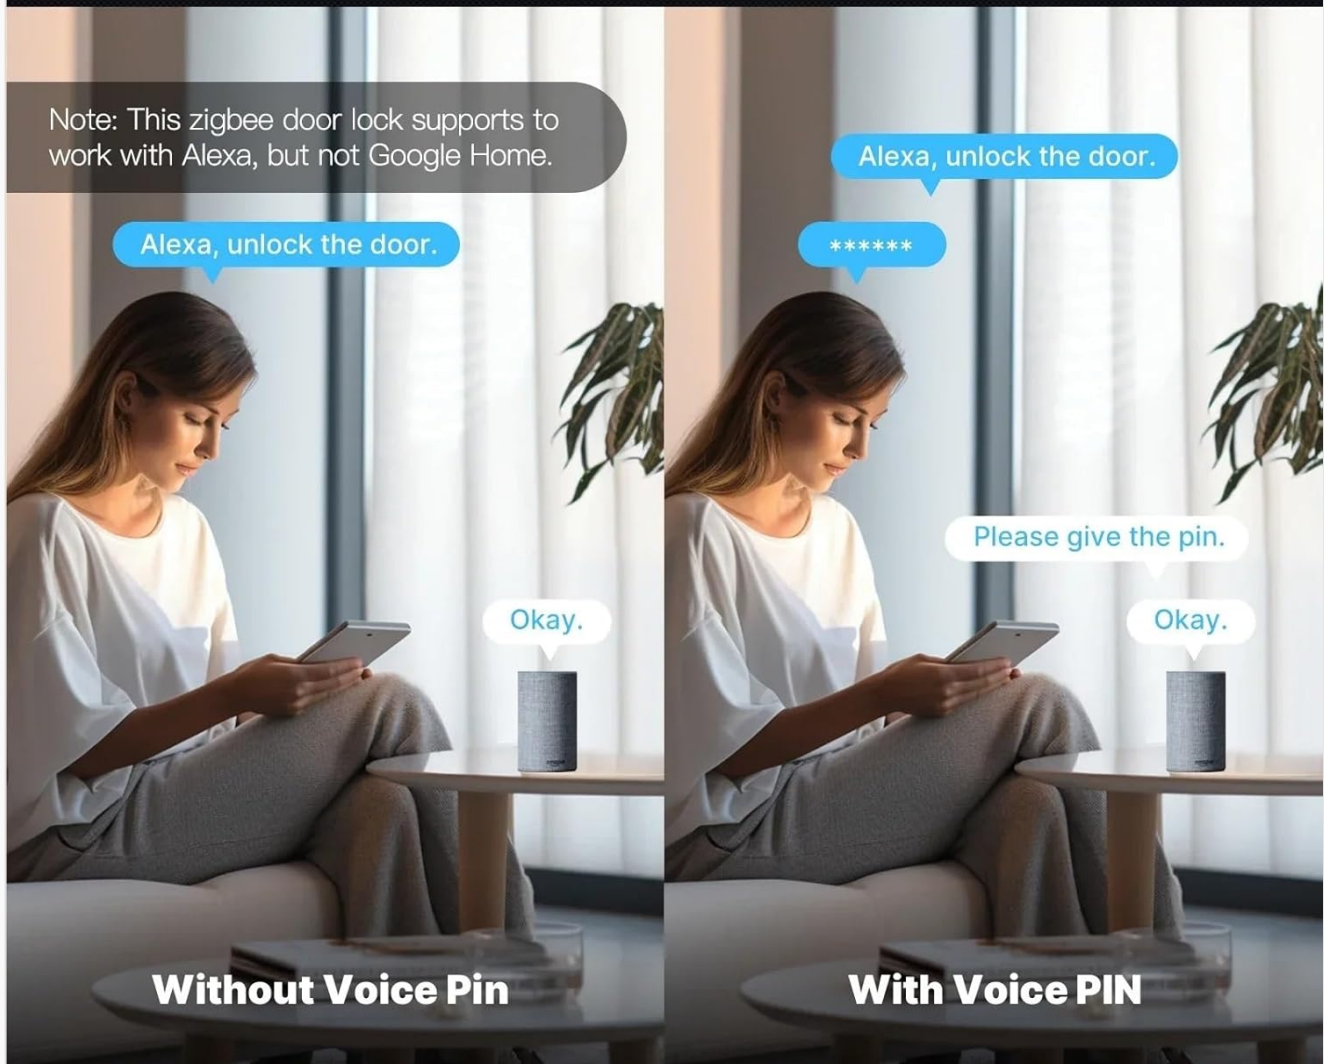 Note: This zigbee door lock supports to
work with Alexa, but not Google Home.
Alexa, unlock the door.
Okay.
Without Voice Pin
Alexa, unlock the door.
******
Please give the pin.
Okay.
With Voice PIN